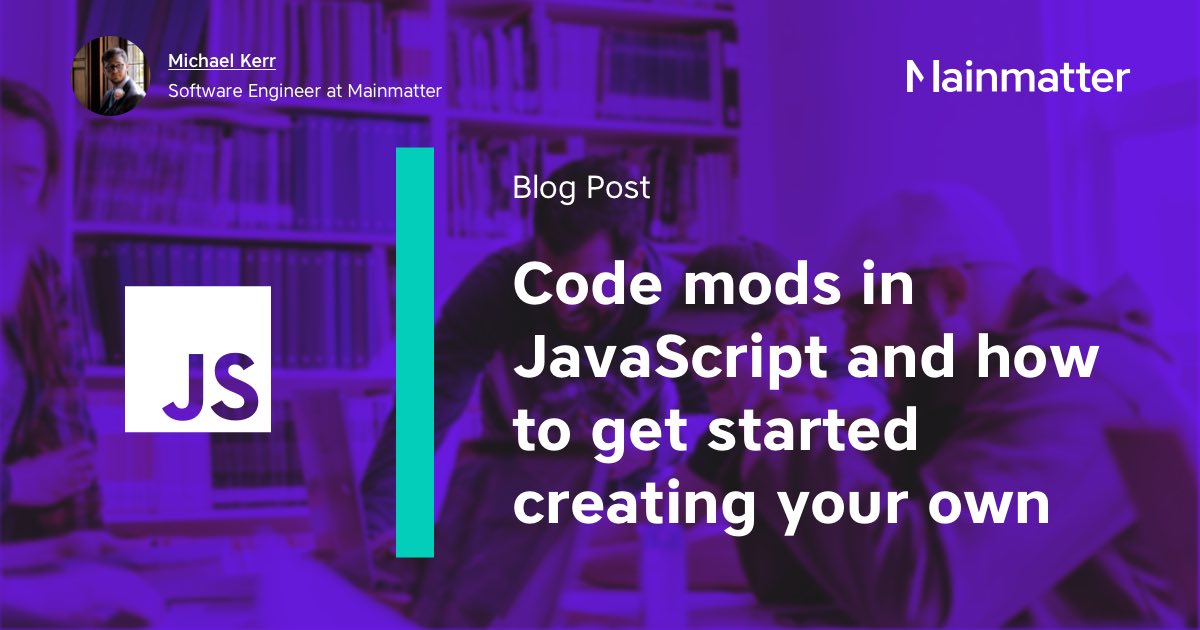 Michael Kerr
Software Engineer at Mainmatter
Mainmatter
Blog Post
Code mods in
JavaScript and how
to get started
creating your own
JS